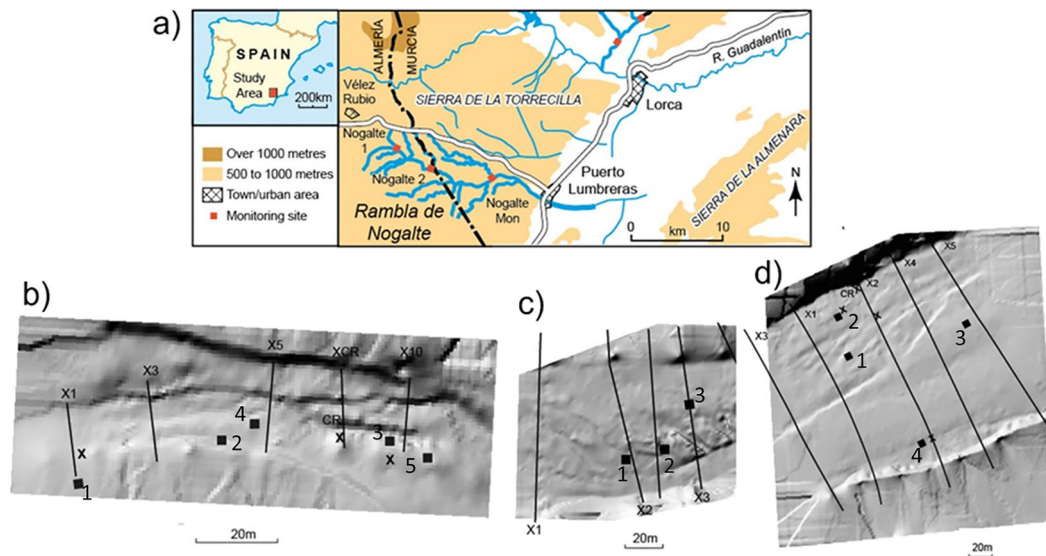 a)
SPAIN
Study
Area
200km
Over 1000 metres
500 to 1000 metres
Town/urban area
Monitoring site
ALMERÍA
MURCIA
Vélez
Rubio
SIERRA DE LA TORRECILLA
R. Guadalentín
Lorca
Nogalte
1
Nogalte 2
Nogalte
Mon
Puerto
Lumbreras
SIERRA DE LA ALMENARA
Rambla de
Nogalte
N
0 km 10
b)
X1
X3
X5
XCR
X10
CR
x
x
x
1
2
4
3
5
20m
c)
1
2
3
X1
X2
X3
20m
d)
X3
X1
CR
X2
X4
X5
x
x
x
x
2
1
3
4
20m